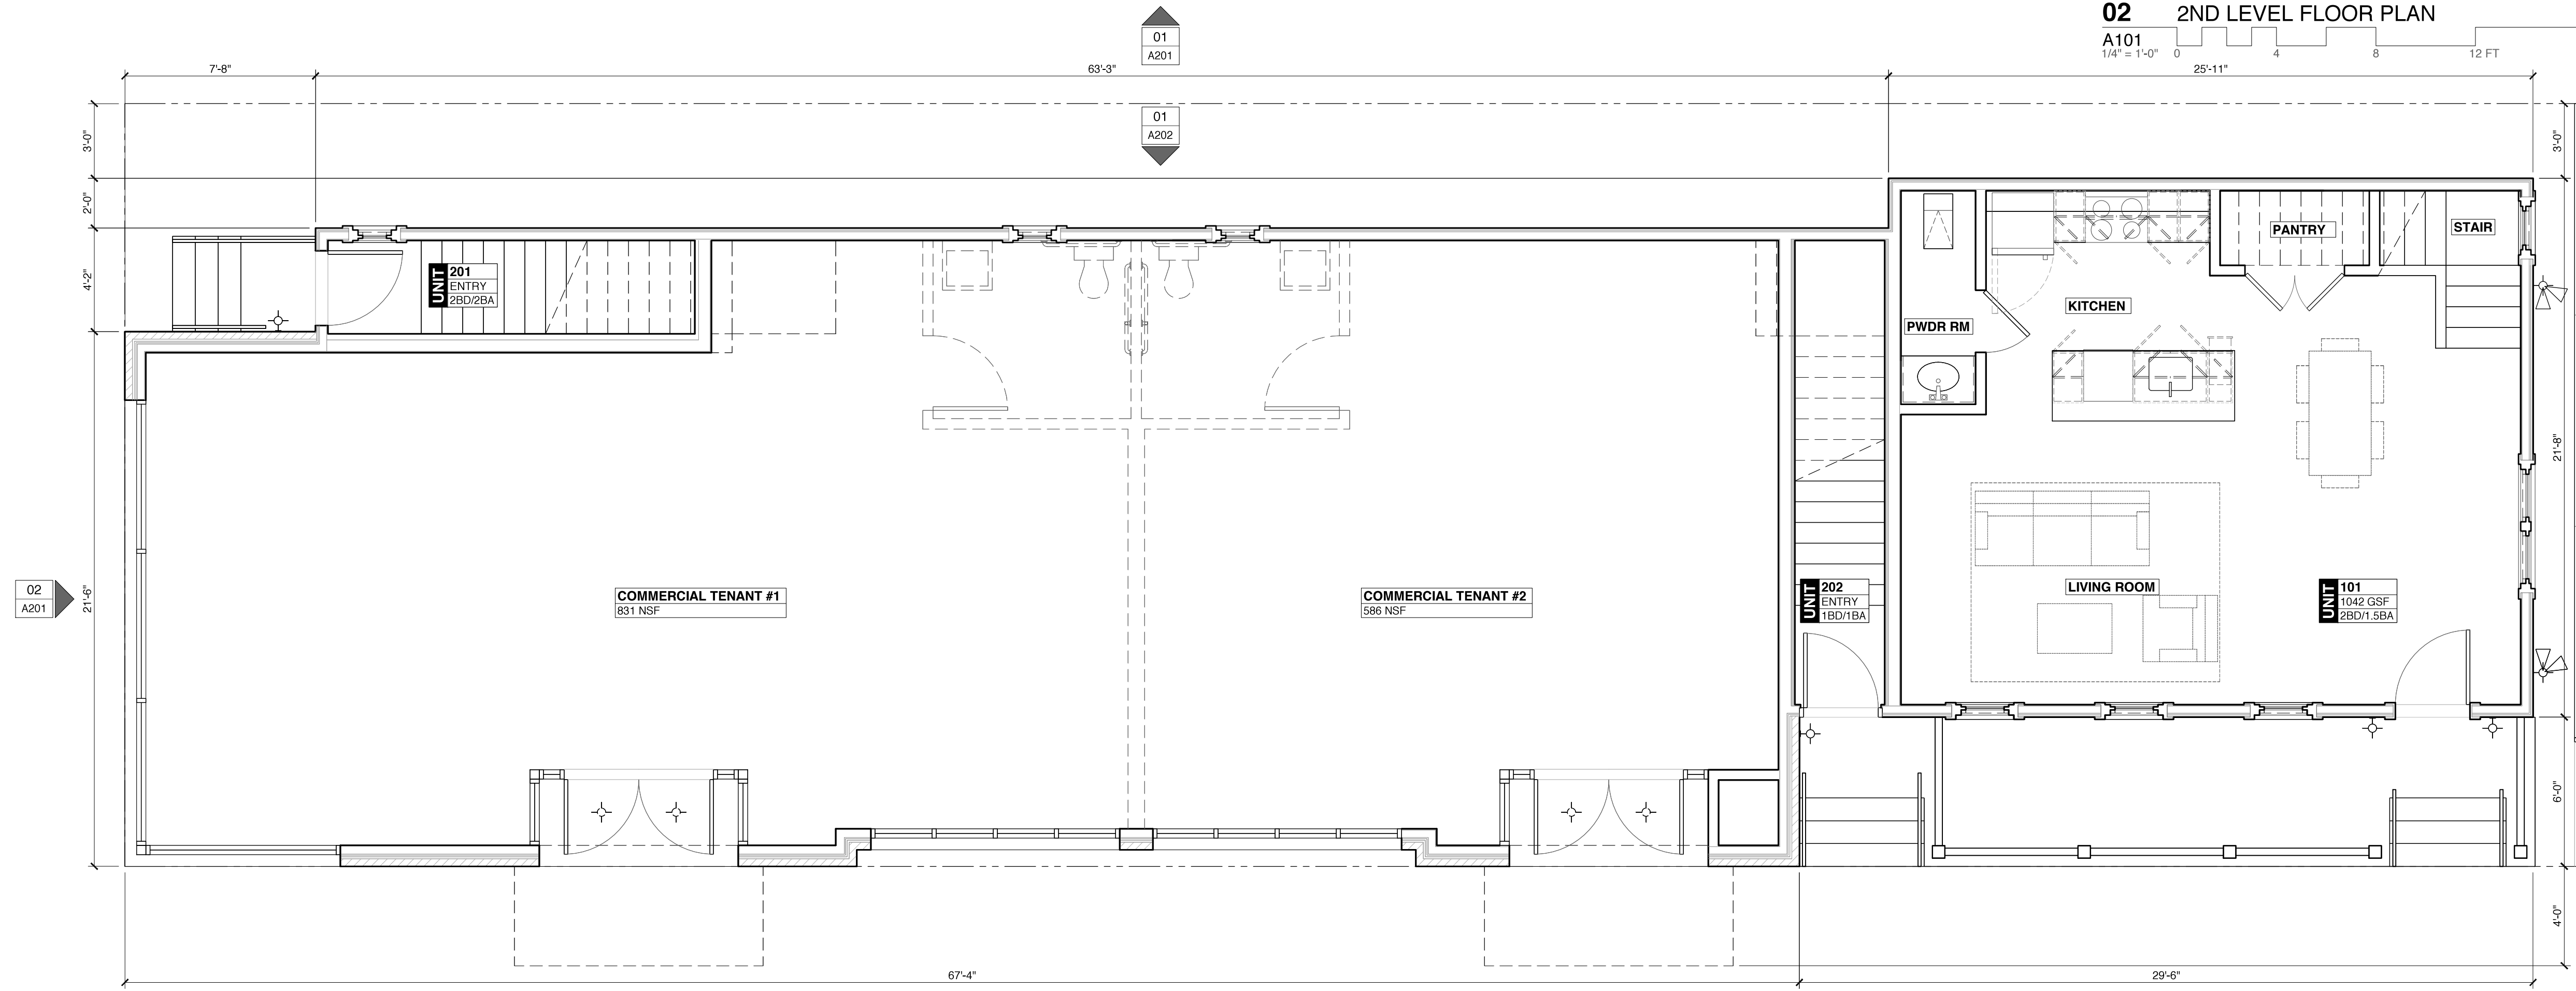 02 2ND LEVEL FLOOR PLAN
A101
1/4" = 1'-0" 0 4 8 12 FT
01
A201
7'-8" 63'-3" 25'-11"
01
A202
3'-0"
2'-0"
4'-2"
21'-6"
3'-0"
21'-8"
6'-0"
4'-0"
UNIT
201
ENTRY
2BD/2BA
PANTRY
STAIR
KITCHEN
PWDR RM
02
A201
COMMERCIAL TENANT #1
831 NSF
COMMERCIAL TENANT #2
586 NSF
UNIT
202
ENTRY
1BD/1BA
LIVING ROOM
UNIT
101
1042 GSF
2BD/1.5BA
67'-4" 29'-6"